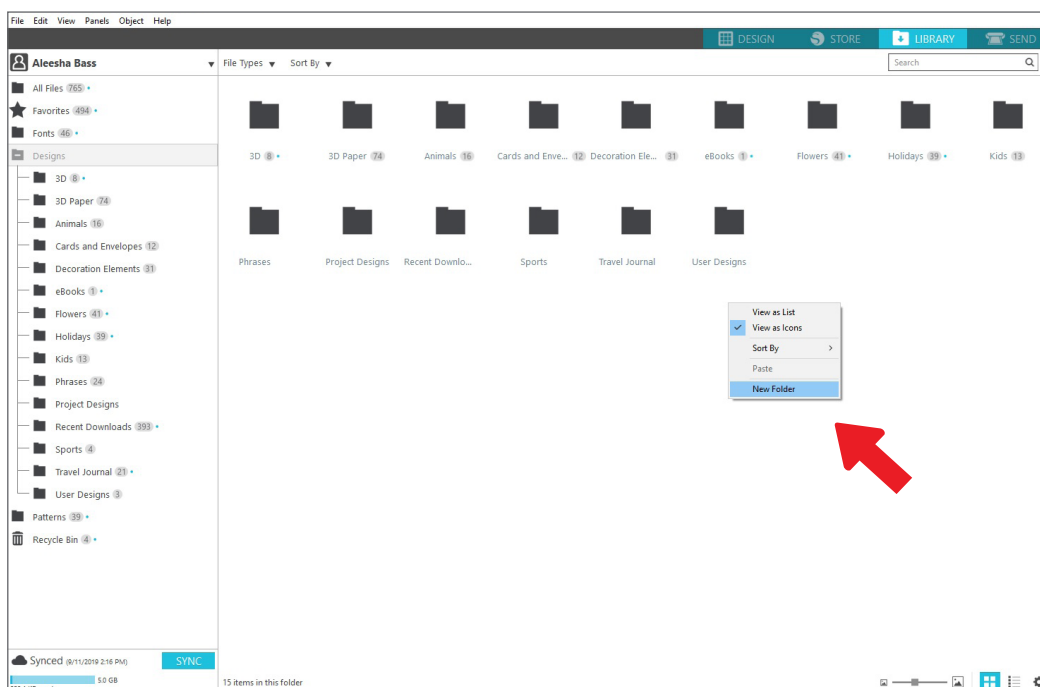 File Edit View Panels Object Help
DESIGN STORE LIBRARY SEND
Aleesha Bass
File Types Sort By Search
All Files 765
Favorites 494
Fonts 46
Designs
3D 8
3D Paper 74
Animals 16
Cards and Envelopes 12
Decoration Elements 31
eBooks 1
Flowers 41
Holidays 39
Kids 13
Phrases 24
Project Designs
Recent Downloads 393
Sports 4
Travel Journal 21
User Designs 3
Patterns 39
Recycle Bin 4
3D 8 3D Paper 74 Animals 16 Cards and Enve... 12 Decoration Ele... 31 eBooks 1 Flowers 41 Holidays 39 Kids 13
Phrases Project Designs Recent Downlo... Sports Travel Journal User Designs
View as List
View as Icons
Sort By
Paste
New Folder
Synced (9/11/2019 2:16 PM) SYNC
5.0 GB
15 items in this folder